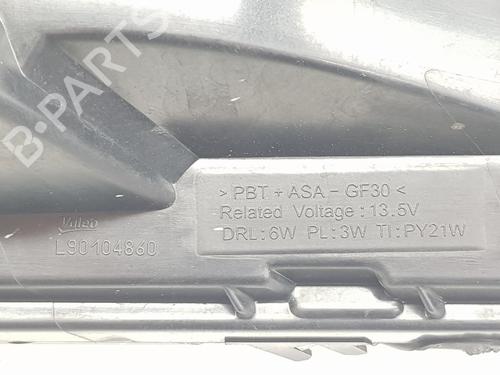 B-PARTS
> PBT + ASA - GF30 <
Related Voltage : 13.5V
DRL : 6W PL : 3W TI : PY21W
Valeo
L90104860